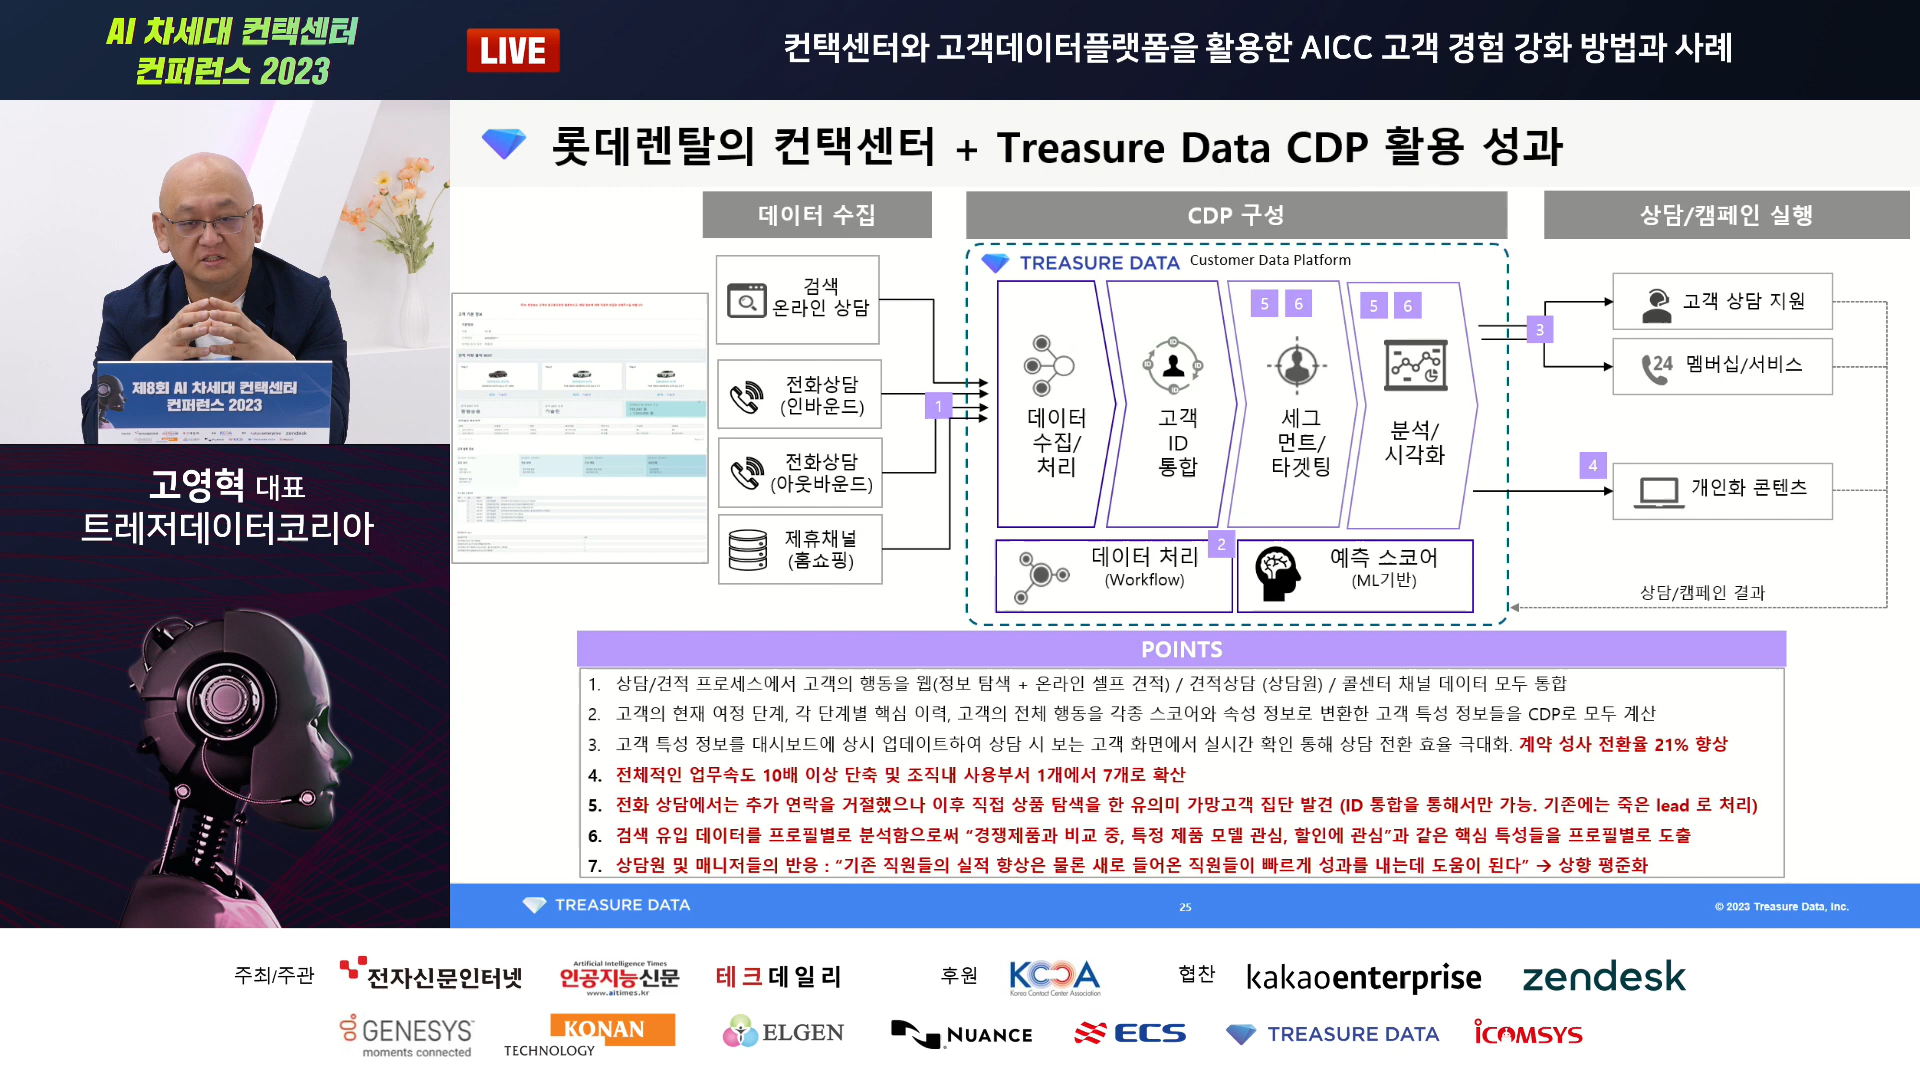 AI 차세대 컨택센터
컨퍼런스 2023
LIVE
컨택센터와 고객데이터플랫폼을 활용한 AICC 고객 경험 강화 방법과 사례
롯데렌탈의 컨택센터 + Treasure Data CDP 활용 성과
데이터 수집
CDP 구성
상담/캠페인 실행
TREASURE DATA Customer Data Platform
검색
온라인 상담
전화상담
(인바운드)
전화상담
(아웃바운드)
제휴채널
(홈쇼핑)
1
데이터
수집/
처리
고객
ID
통합
5 6
세그
먼트/
타겟팅
5 6
분석/
시각화
데이터 처리
(Workflow)
2
예측 스코어
(ML기반)
3
고객 상담 지원
24
멤버십/서비스
4
개인화 콘텐츠
상담/캠페인 결과
제8회 AI 차세대 컨택센터
컨퍼런스 2023
고영혁 대표
트레저데이터코리아
POINTS
1. 상담/견적 프로세스에서 고객의 행동을 웹(정보 탐색 + 온라인 셀프 견적) / 견적상담 (상담원) / 콜센터 채널 데이터 모두 통합
2. 고객의 현재 여정 단계, 각 단계별 핵심 이력, 고객의 전체 행동을 각종 스코어와 속성 정보로 변환한 고객 특성 정보들을 CDP로 모두 계산
3. 고객 특성 정보를 대시보드에 상시 업데이트하여 상담 시 보는 고객 화면에서 실시간 확인 통해 상담 전환 효율 극대화. 계약 성사 전환율 21% 향상
4. 전체적인 업무속도 10배 이상 단축 및 조직내 사용부서 1개에서 7개로 확산
5. 전화 상담에서는 추가 연락을 거절했으나 이후 직접 상품 탐색을 한 유의미 가망고객 집단 발견 (ID 통합을 통해서만 가능. 기존에는 죽은 lead 로 처리)
6. 검색 유입 데이터를 프로필별로 분석함으로써 “경쟁제품과 비교 중, 특정 제품 모델 관심, 할인에 관심”과 같은 핵심 특성들을 프로필별로 도출
7. 상담원 및 매니저들의 반응 : “기존 직원들의 실적 향상은 물론 새로 들어온 직원들이 빠르게 성과를 내는데 도움이 된다” → 상향 평준화
TREASURE DATA
25
© 2023 Treasure Data, Inc.
주최/주관
전자신문인터넷
Artificial Intelligence Times
인공지능신문
www.aitimes.kr
테크데일리
후원
KCCA
Korea Contact Center Association
협찬
kakaoenterprise
zendesk
GENESYS
moments connected
KONAN
TECHNOLOGY
ELGEN
NUANCE
ECS
TREASURE DATA
iCOMSYS